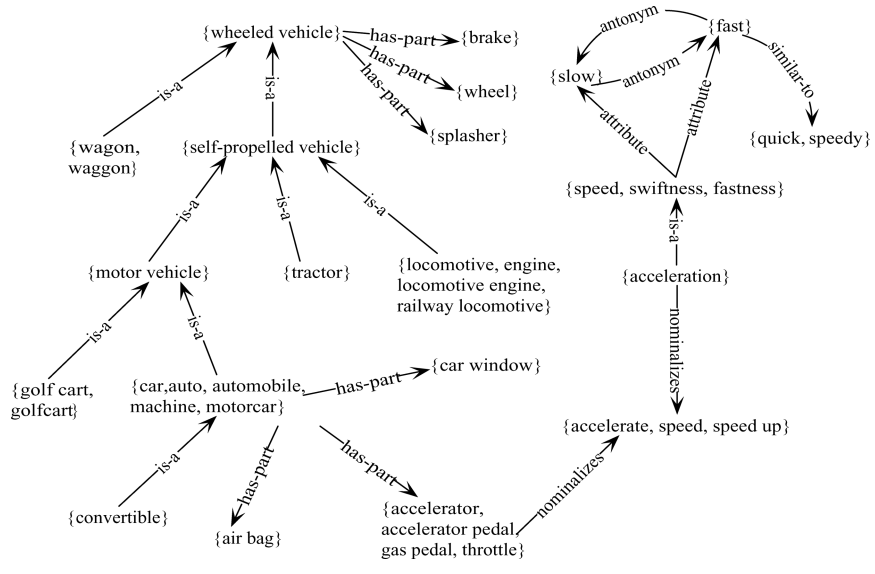 {wheeled vehicle}
has-part
{brake}
has-part
{wheel}
has-part
{splasher}
is-a
is-a
{wagon,
waggon}
{self-propelled vehicle}
is-a
is-a
is-a
{motor vehicle}
{tractor}
{locomotive, engine,
locomotive engine,
railway locomotive}
is-a
is-a
{golf cart,
golfcart}
{car,auto, automobile,
machine, motorcar}
has-part
{car window}
is-a
has-part
has-part
{convertible}
{air bag}
{accelerator,
accelerator pedal,
gas pedal, throttle}
nominalizes
antonym
{fast}
{slow}
antonym
similar-to
attribute
attribute
{quick, speedy}
{speed, swiftness, fastness}
is-a
{acceleration}
nominalizes
{accelerate, speed, speed up}